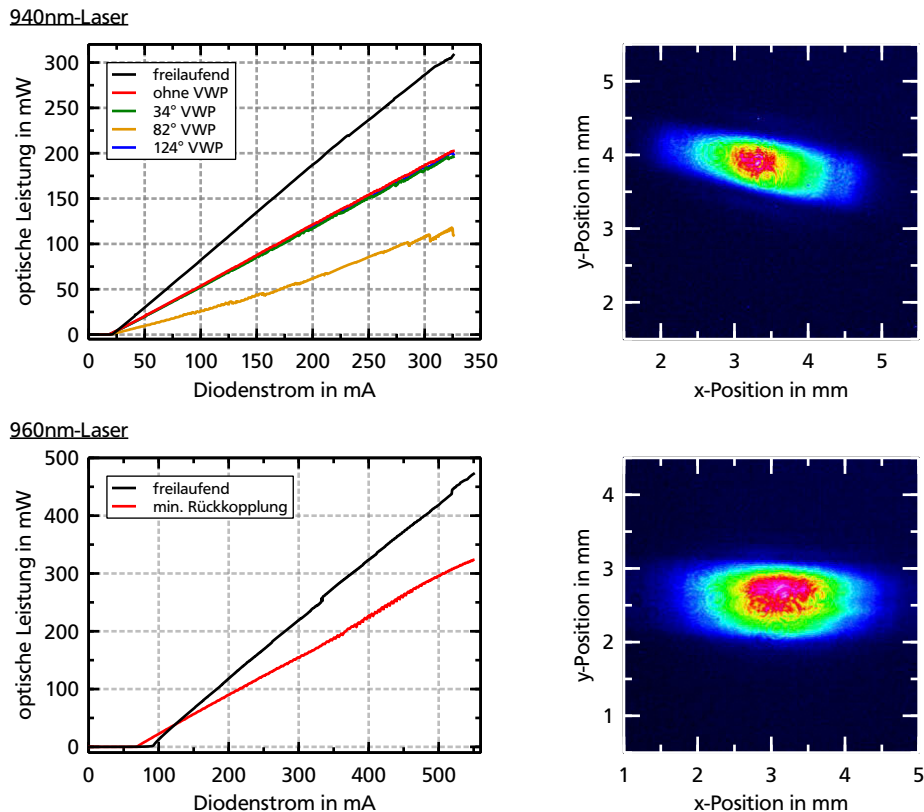 940nm-Laser
optische Leistung in mW
300
250
200
150
100
50
0
freilaufend
ohne VWP
34° VWP
82° VWP
124° VWP
0 50 100 150 200 250 300 350
Diodenstrom in mA
y-Position in mm
5
4
3
2
2 3 4 5
x-Position in mm
960nm-Laser
optische Leistung in mW
500
400
300
200
100
0
freilaufend
min. Rückkopplung
0 100 200 300 400 500
Diodenstrom in mA
y-Position in mm
4
3
2
1
1 2 3 4 5
x-Position in mm